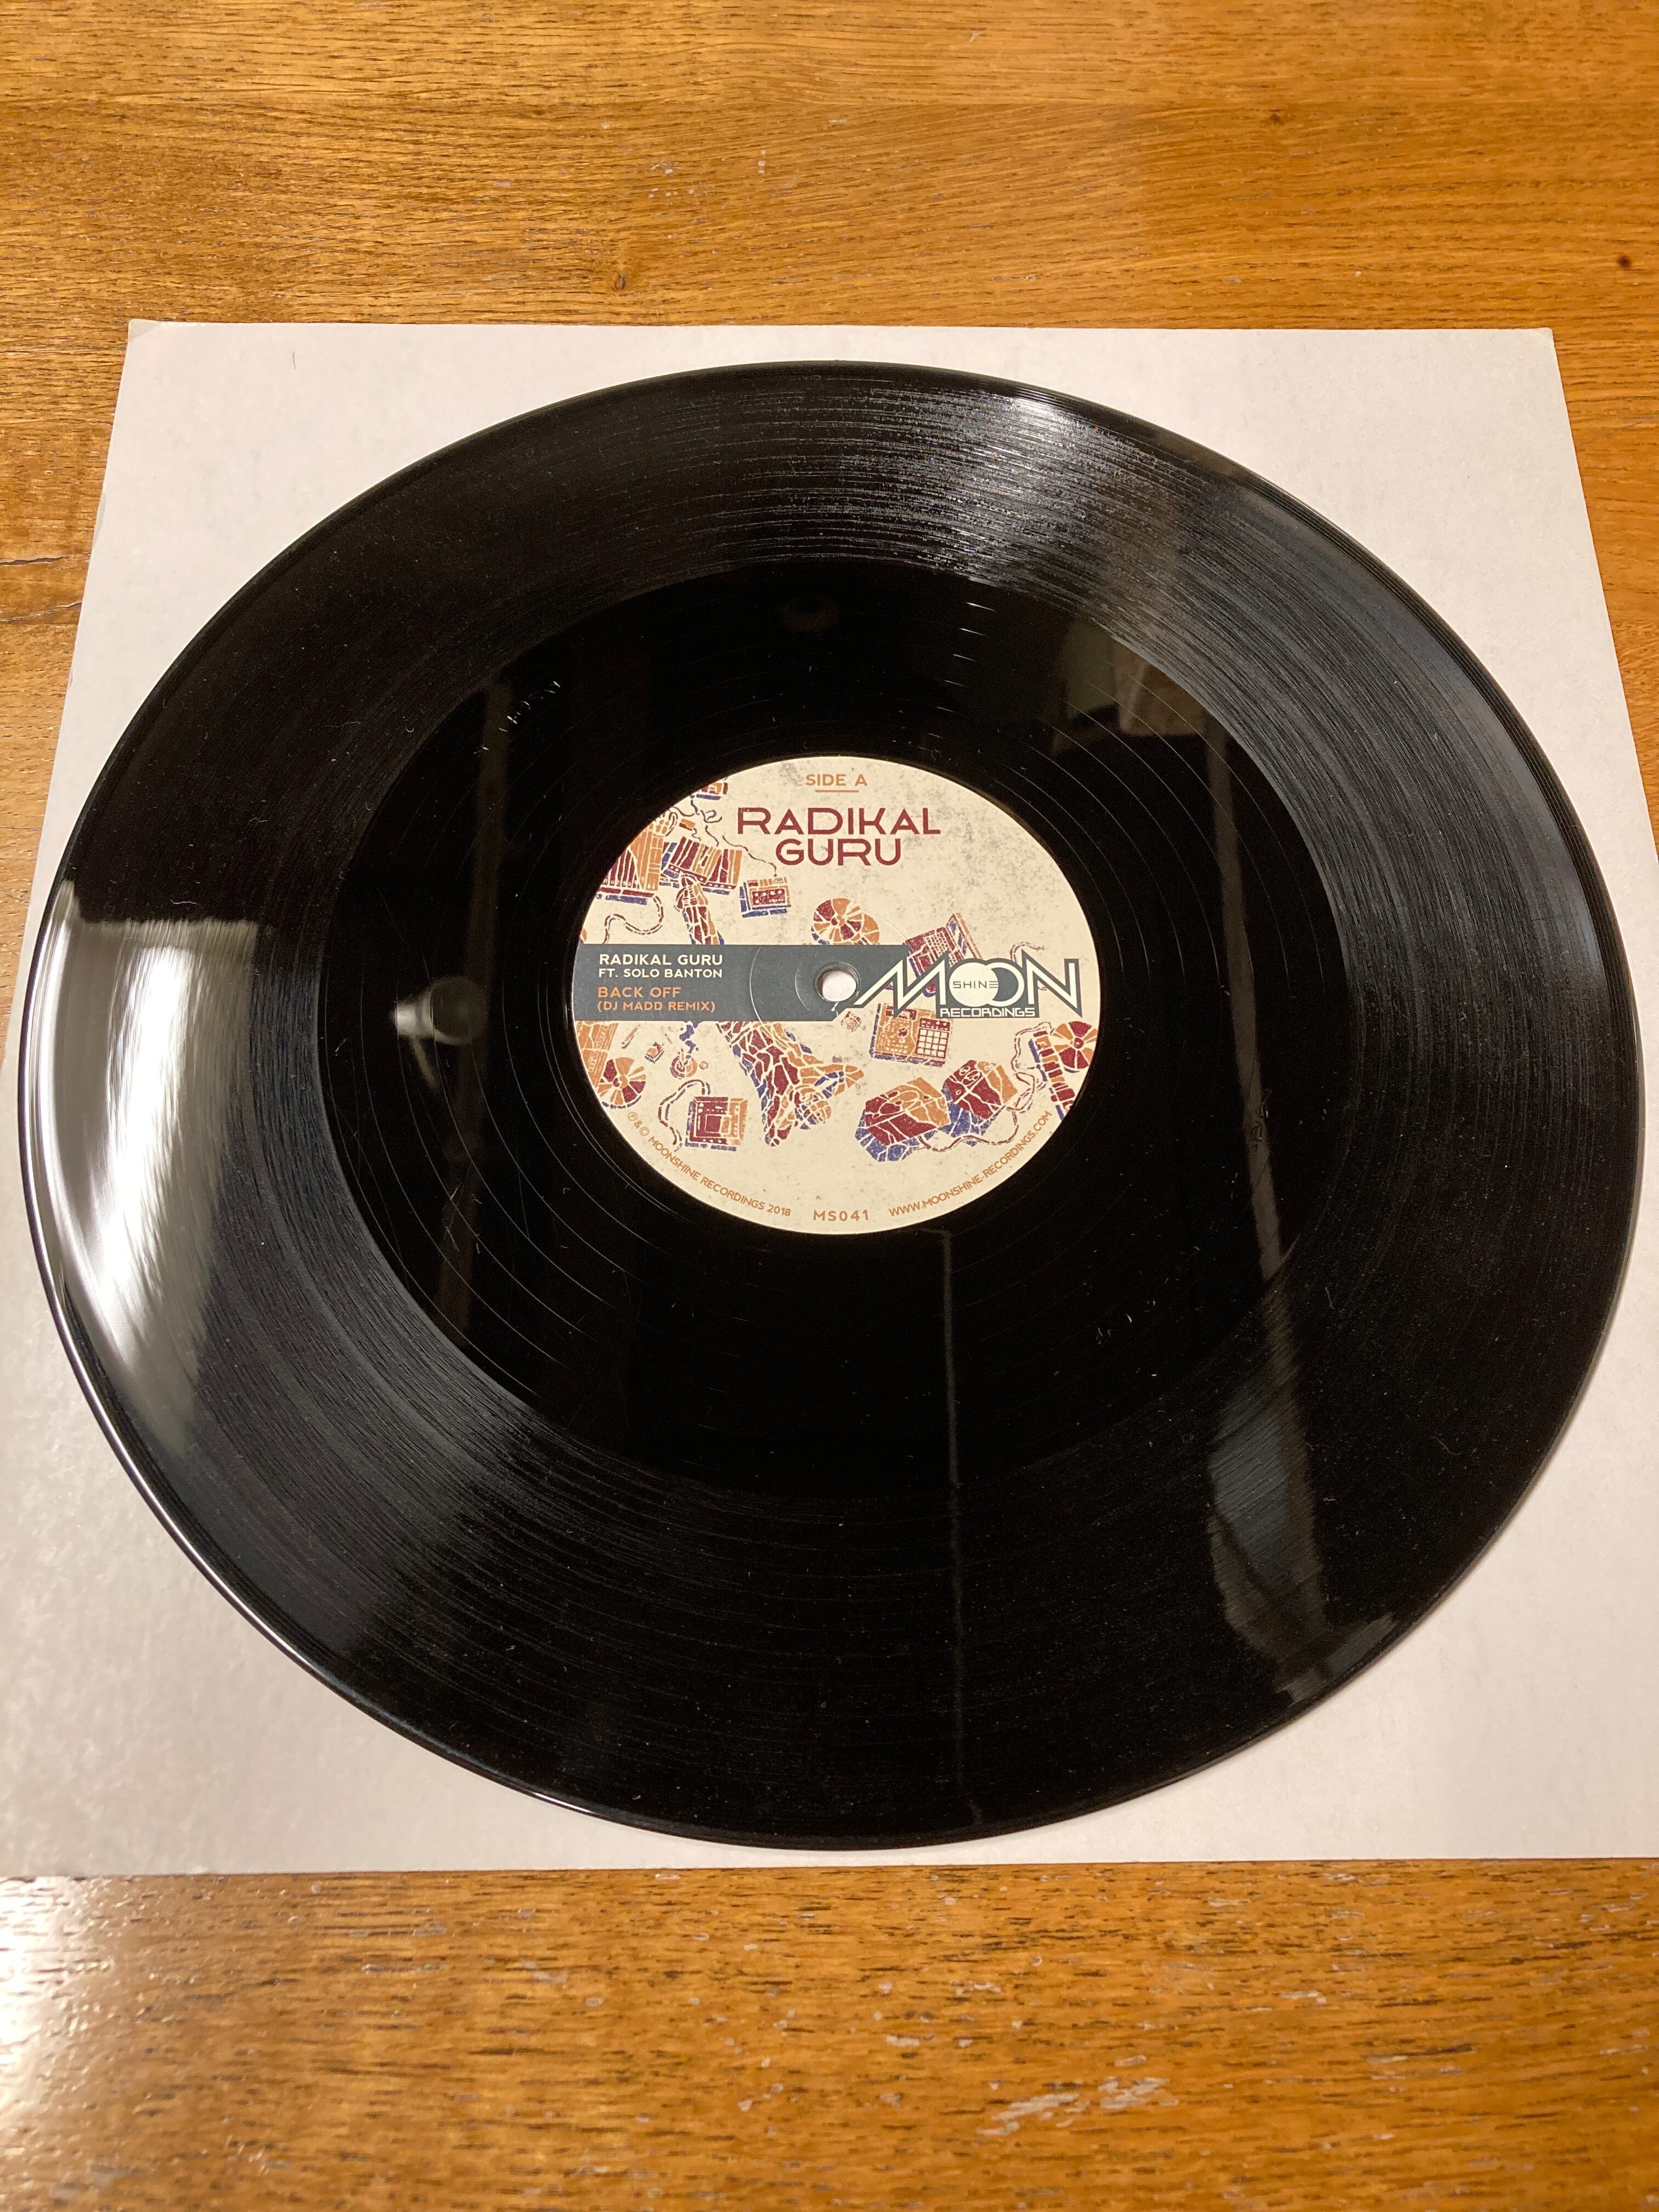 SIDE A
RADIKAL
GURU
RADIKAL GURU
FT. SOLO BANTON
BACK OFF
(DJ MADD REMIX)
MOON
SHINE
RECORDINGS
℗ & © MOONSHINE RECORDINGS 2018
MS041
WWW.MOONSHINE-RECORDINGS.COM